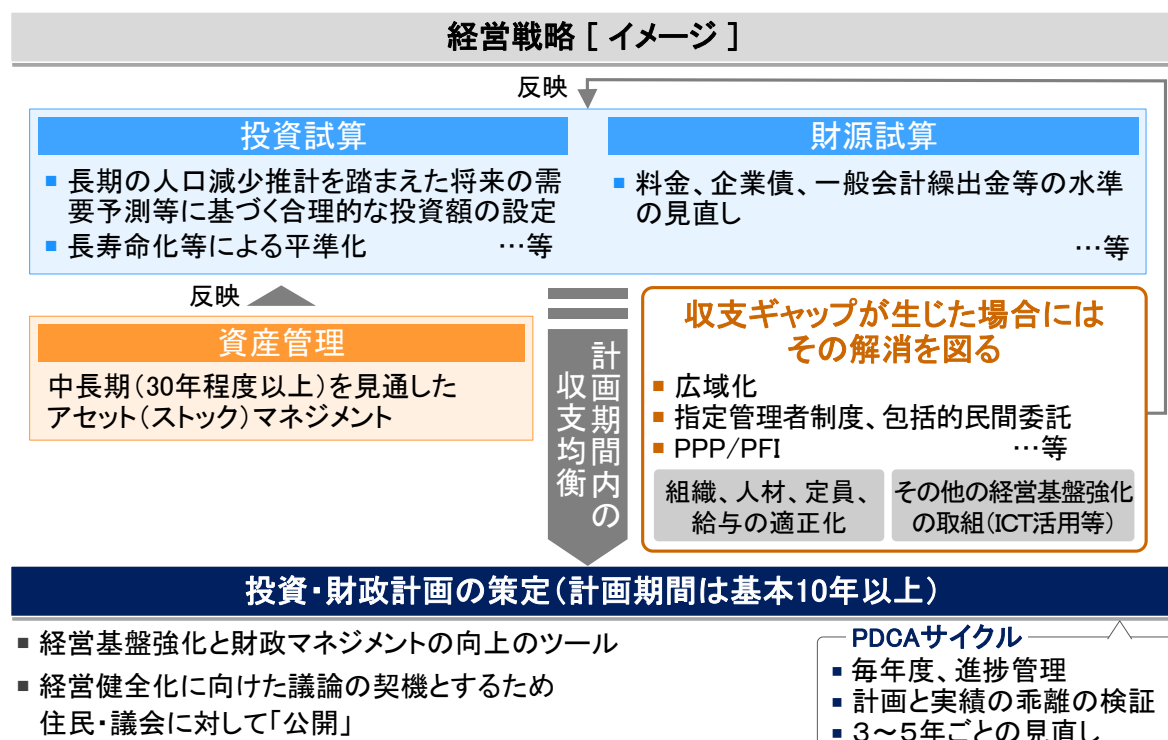 経営戦略［ イメージ ］
反映
投資試算
■ 長期の人口減少推計を踏まえた将来の需
要予測等に基づく合理的な投資額の設定
■ 長寿命化等による平準化 …等
財源試算
■ 料金、企業債、一般会計繰出金等の水準
の見直し
…等
反映
資産管理
中長期（30年程度以上）を見通した
アセット（ストック）マネジメント
計画期間内の
収支均衡
収支ギャップが生じた場合には
その解消を図る
■ 広域化
■ 指定管理者制度、包括的民間委託
■ PPP/PFI …等
組織、人材、定員、
給与の適正化
その他の経営基盤強化
の取組（ICT活用等）
投資・財政計画の策定（計画期間は基本10年以上）
■ 経営基盤強化と財政マネジメントの向上のツール
■ 経営健全化に向けた議論の契機とするため
住民・議会に対して「公開」
PDCAサイクル
■ 毎年度、進捗管理
■ 計画と実績の乖離の検証
■ ３～５年ごとの見直し